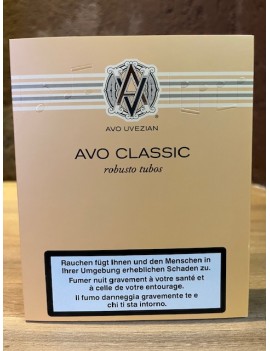 AVO UVEZIAN
AVO CLASSIC
robusto tubos
Rauchen fügt Ihnen und den Menschen in
Ihrer Umgebung erheblichen Schaden zu.
Fumer nuit gravement à votre santé et
à celle de votre entourage.
Il fumo danneggia gravemente te e
chi ti sta intorno.